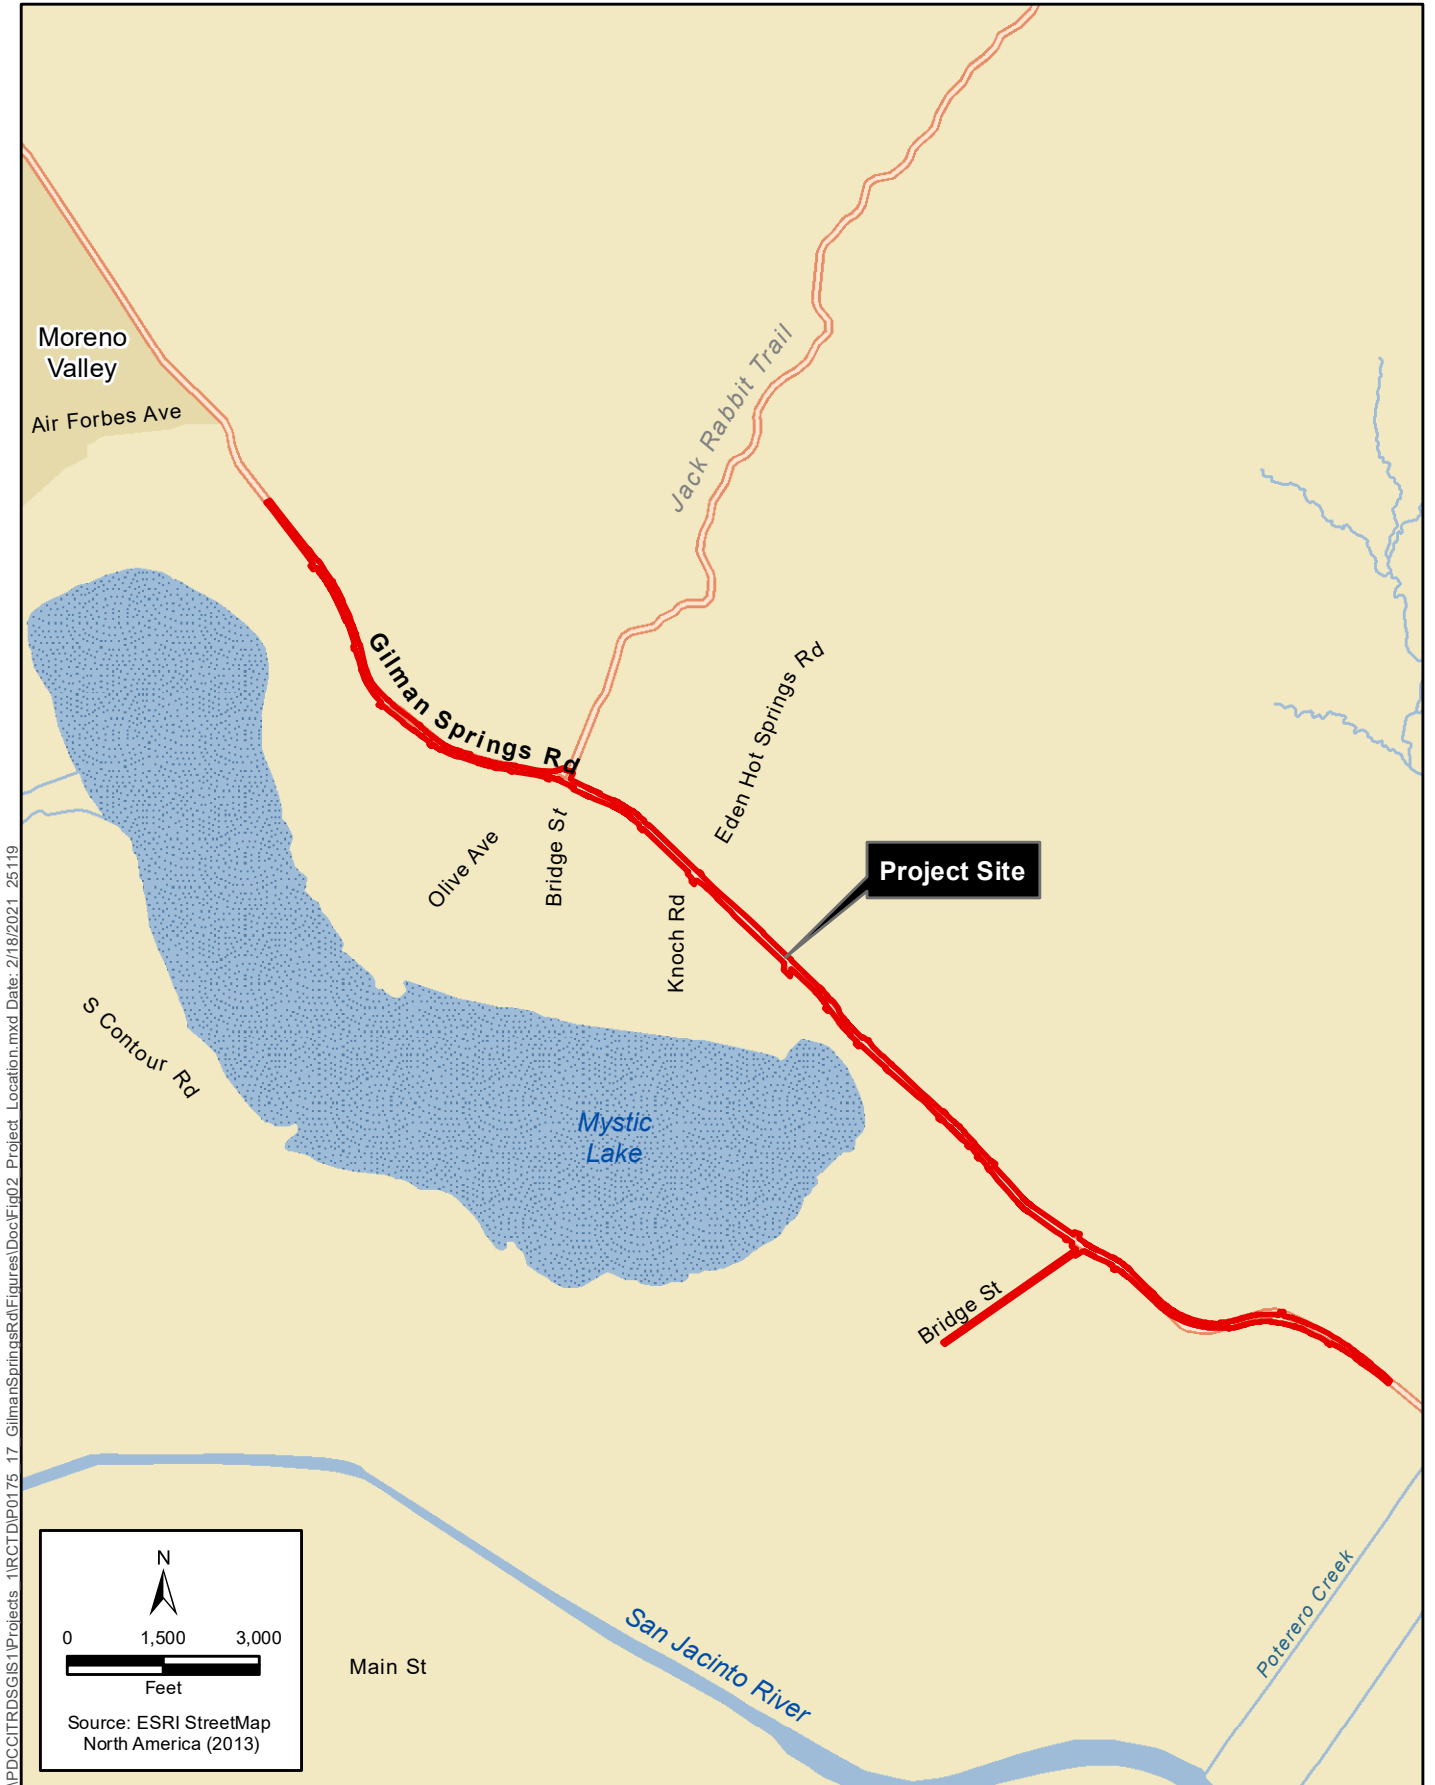 Moreno
Valley
Air Forbes Ave
Jack Rabbit Trail
Gilman Springs Rd
Eden Hot Springs Rd
Olive Ave
Bridge St
Project Site
Knoch Rd
S Contour Rd
Mystic
Lake
Bridge St
San Jacinto River
Poterero Creek
Main St
N
0 1,500 3,000
Feet
Source: ESRI StreetMap
North America (2013)
\PDCCITRDSGIS1\Projects_1\RCTD\P0175_17_GilmanSpringsRd\Figures\Doc\Fig02_Project_Location.mxd Date: 2/18/2021 25119